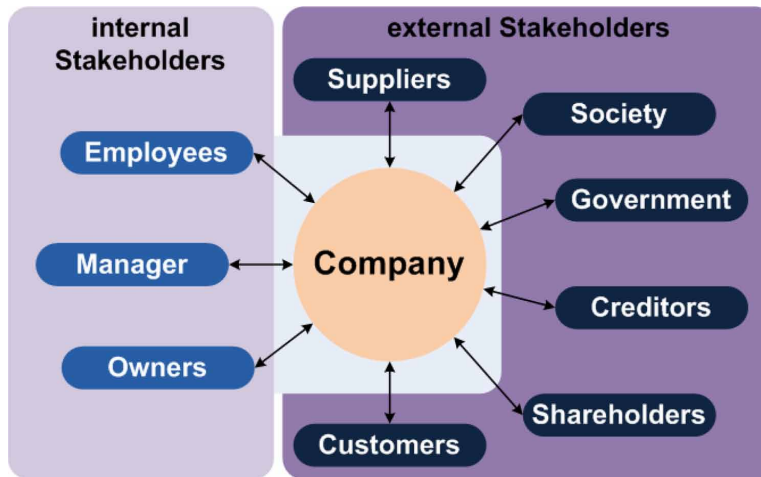 internal
Stakeholders
external Stakeholders
Suppliers
Society
Employees
Government
Manager
Company
Creditors
Owners
Shareholders
Customers